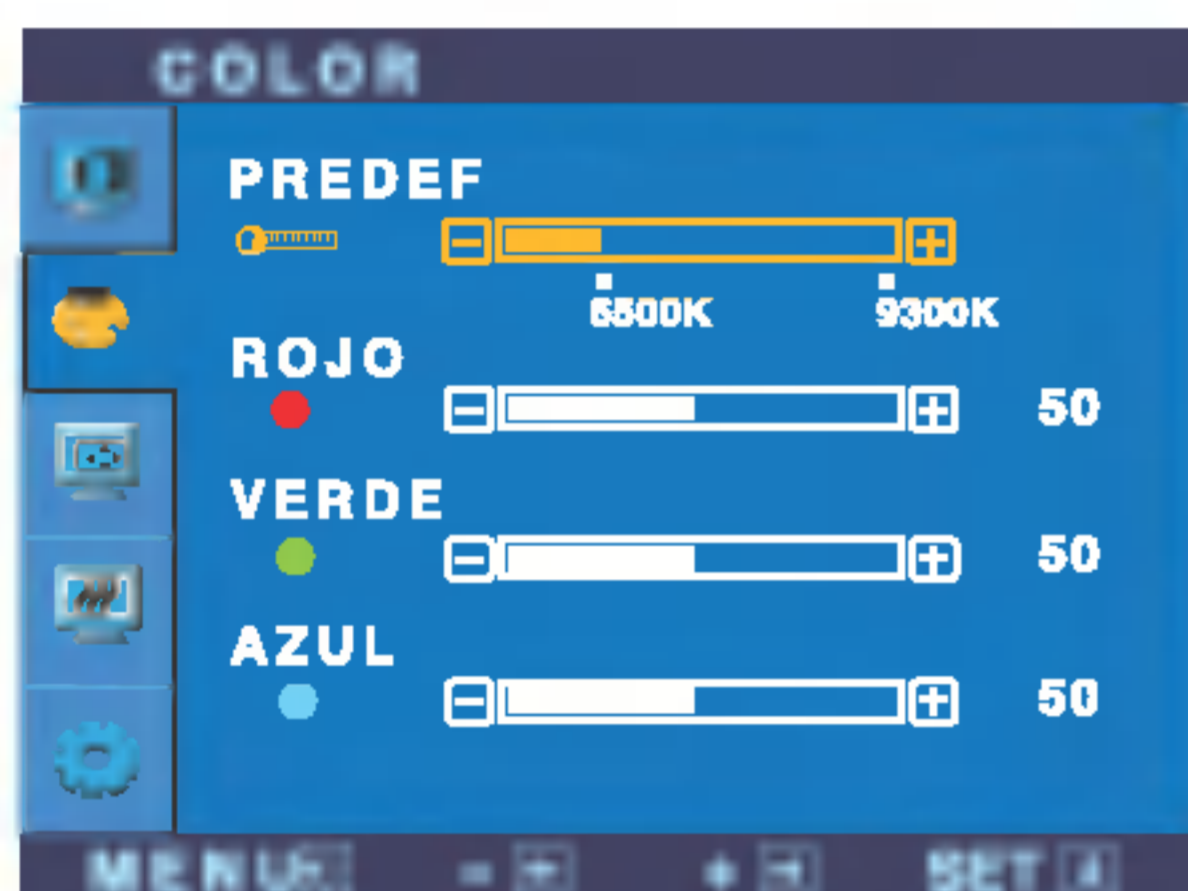 COLOR
PREDEF
6500K 9300K
ROJO
50
VERDE
50
AZUL
50
MENU - + SET